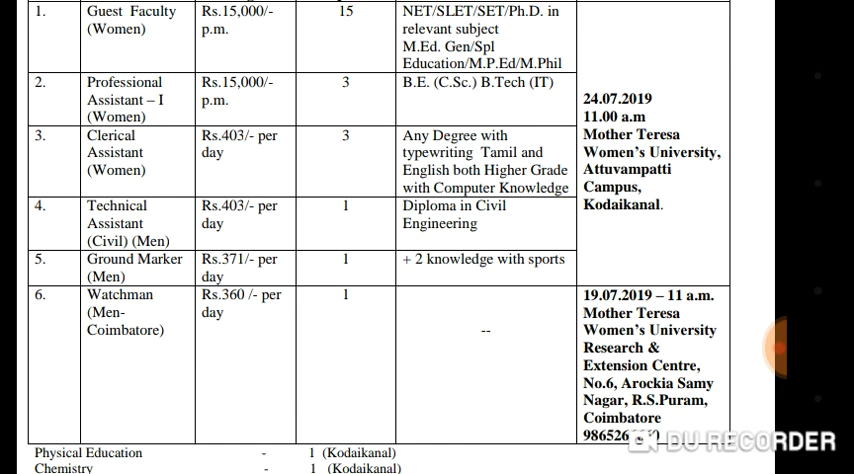 1. Guest Faculty (Women) Rs.15,000/- p.m. 15 NET/SLET/SET/Ph.D. in
relevant subject
M.Ed. Gen/Spl
Education/M.P.Ed/M.Phil
2. Professional
Assistant – I
(Women)
Rs.15,000/-
p.m.
3
B.E. (C.Sc.) B.Tech (IT)
3. Clerical
Assistant
(Women)
Rs.403/- per
day
3
Any Degree with
typewriting Tamil and
English both Higher Grade
with Computer Knowledge
4. Technical
Assistant
(Civil) (Men)
Rs.403/- per
day
1
Diploma in Civil
Engineering
5. Ground Marker
(Men)
Rs.371/- per
day
1
+ 2 knowledge with sports
24.07.2019
11.00 a.m
Mother Teresa
Women’s University,
Attuvampatti
Campus,
Kodaikanal.
6. Watchman
(Men-
Coimbatore)
Rs.360 /- per
day
1
--
19.07.2019 – 11 a.m.
Mother Teresa
Women’s University
Research &
Extension Centre,
No.6, Arockia Samy
Nagar, R.S.Puram,
Coimbatore
Physical Education - 1 (Kodaikanal)
Chemistry - 1 (Kodaikanal)
DU RECORDER